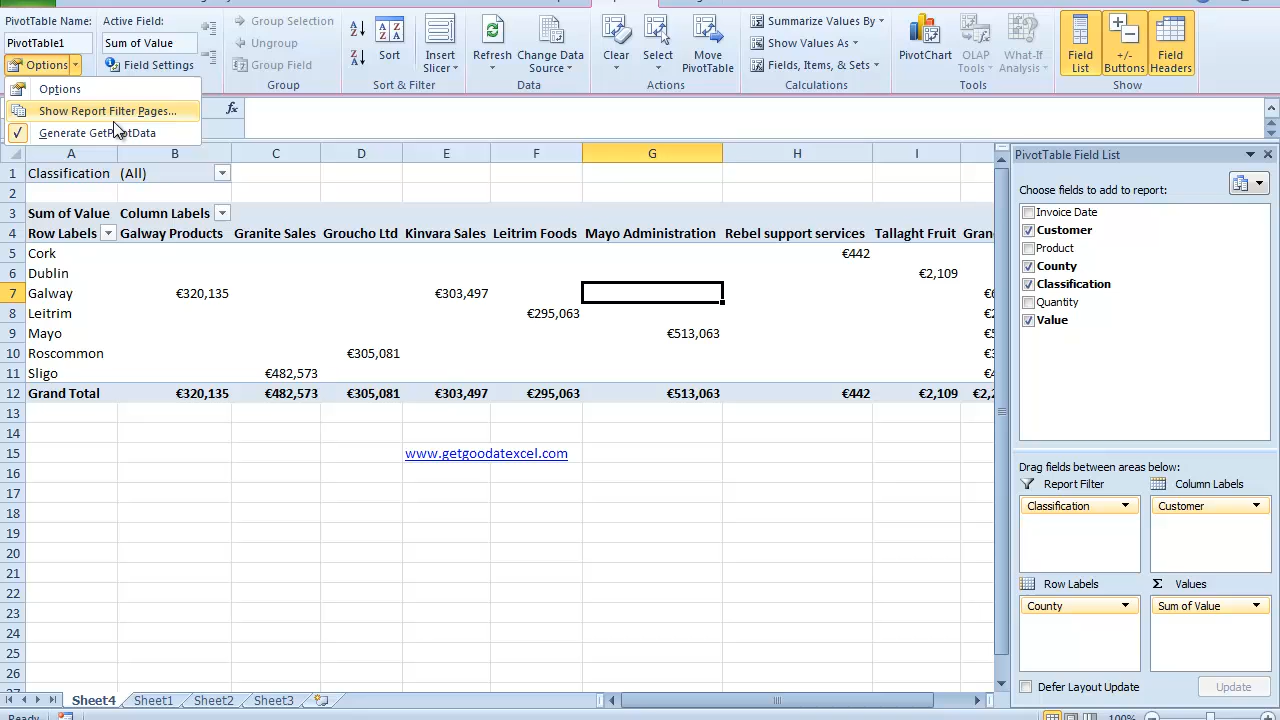 PivotTable Name: Active Field: Group Selection Summarize Values By
PivotTable1 Sum of Value Ungroup Sort Insert Slicer Refresh Change Data Source Clear Select Move PivotTable Show Values As PivotChart OLAP Tools What-If Analysis Field List +/- Buttons Field Headers
Options Field Settings Group Field Fields, Items, & Sets
Group Sort & Filter Data Actions Calculations Tools Show
Options
Show Report Filter Pages...
Generate GetPivotData
fx
A B C D E F G H I
1 Classification (All)
2
3 Sum of Value Column Labels
4 Row Labels Galway Products Granite Sales Groucho Ltd Kinvara Sales Leitrim Foods Mayo Administration Rebel support services Tallaght Fruit Gran
5 Cork €442
6 Dublin €2,109
7 Galway €320,135 €303,497
8 Leitrim €295,063
9 Mayo €513,063
10 Roscommon €305,081
11 Sligo €482,573
12 Grand Total €320,135 €482,573 €305,081 €303,497 €295,063 €513,063 €442 €2,109 €2,2
13
14
15 www.getgoodatexcel.com
16
17
18
19
20
21
22
23
24
25
26
PivotTable Field List
Choose fields to add to report:
Invoice Date
Customer
Product
County
Classification
Quantity
Value
Drag fields between areas below:
Report Filter Column Labels
Classification Customer
Row Labels Σ Values
County Sum of Value
Defer Layout Update Update
Sheet4 Sheet1 Sheet2 Sheet3
Ready 100%